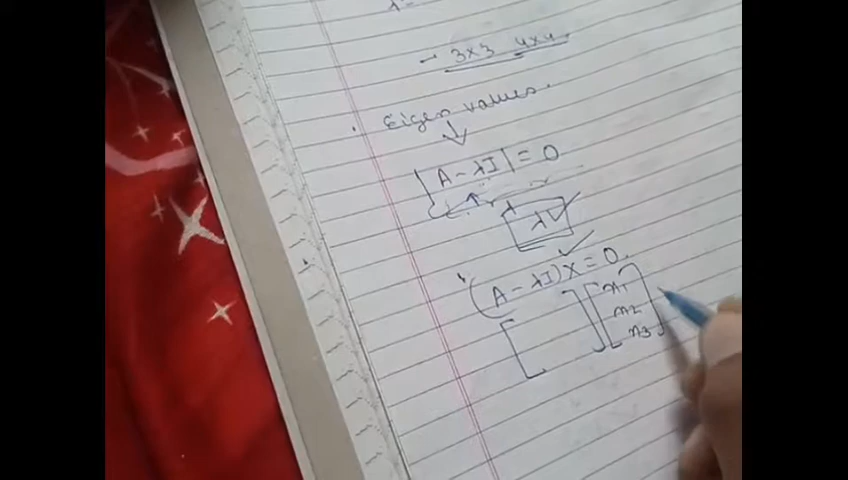 λ=
→ 3x3 4x4
Eigen values.
|A - λI| = 0
λ
(A - λI)X = 0.
[ ] [x1
x2
x3]